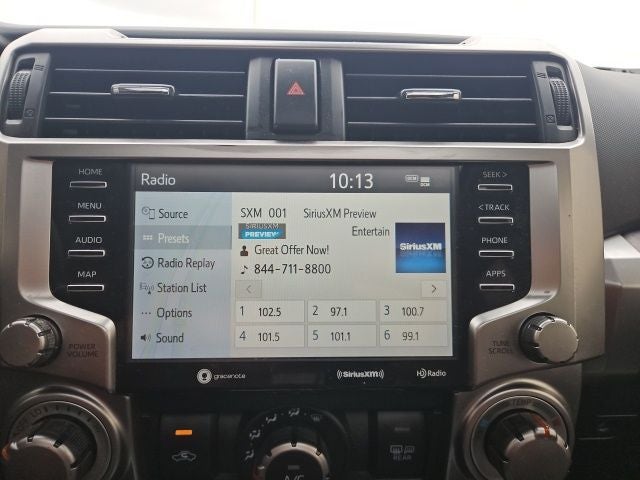 HOME
MENU
AUDIO
MAP
POWER
VOLUME
Radio
10:13
DCM
Source
Presets
Radio Replay
Station List
Options
Sound
SXM 001 SiriusXM Preview
SIRIUSXM
PREVIEW
Entertain
Great Offer Now!
844-711-8800
SiriusXM
< >
1 102.5 2 97.1 3 100.7
4 101.5 5 101.1 6 99.1
SEEK >
< TRACK
PHONE
APPS
TUNE
SCROLL
gracenote
((SiriusXM))
HD Radio
TEMP
A/C
REAR